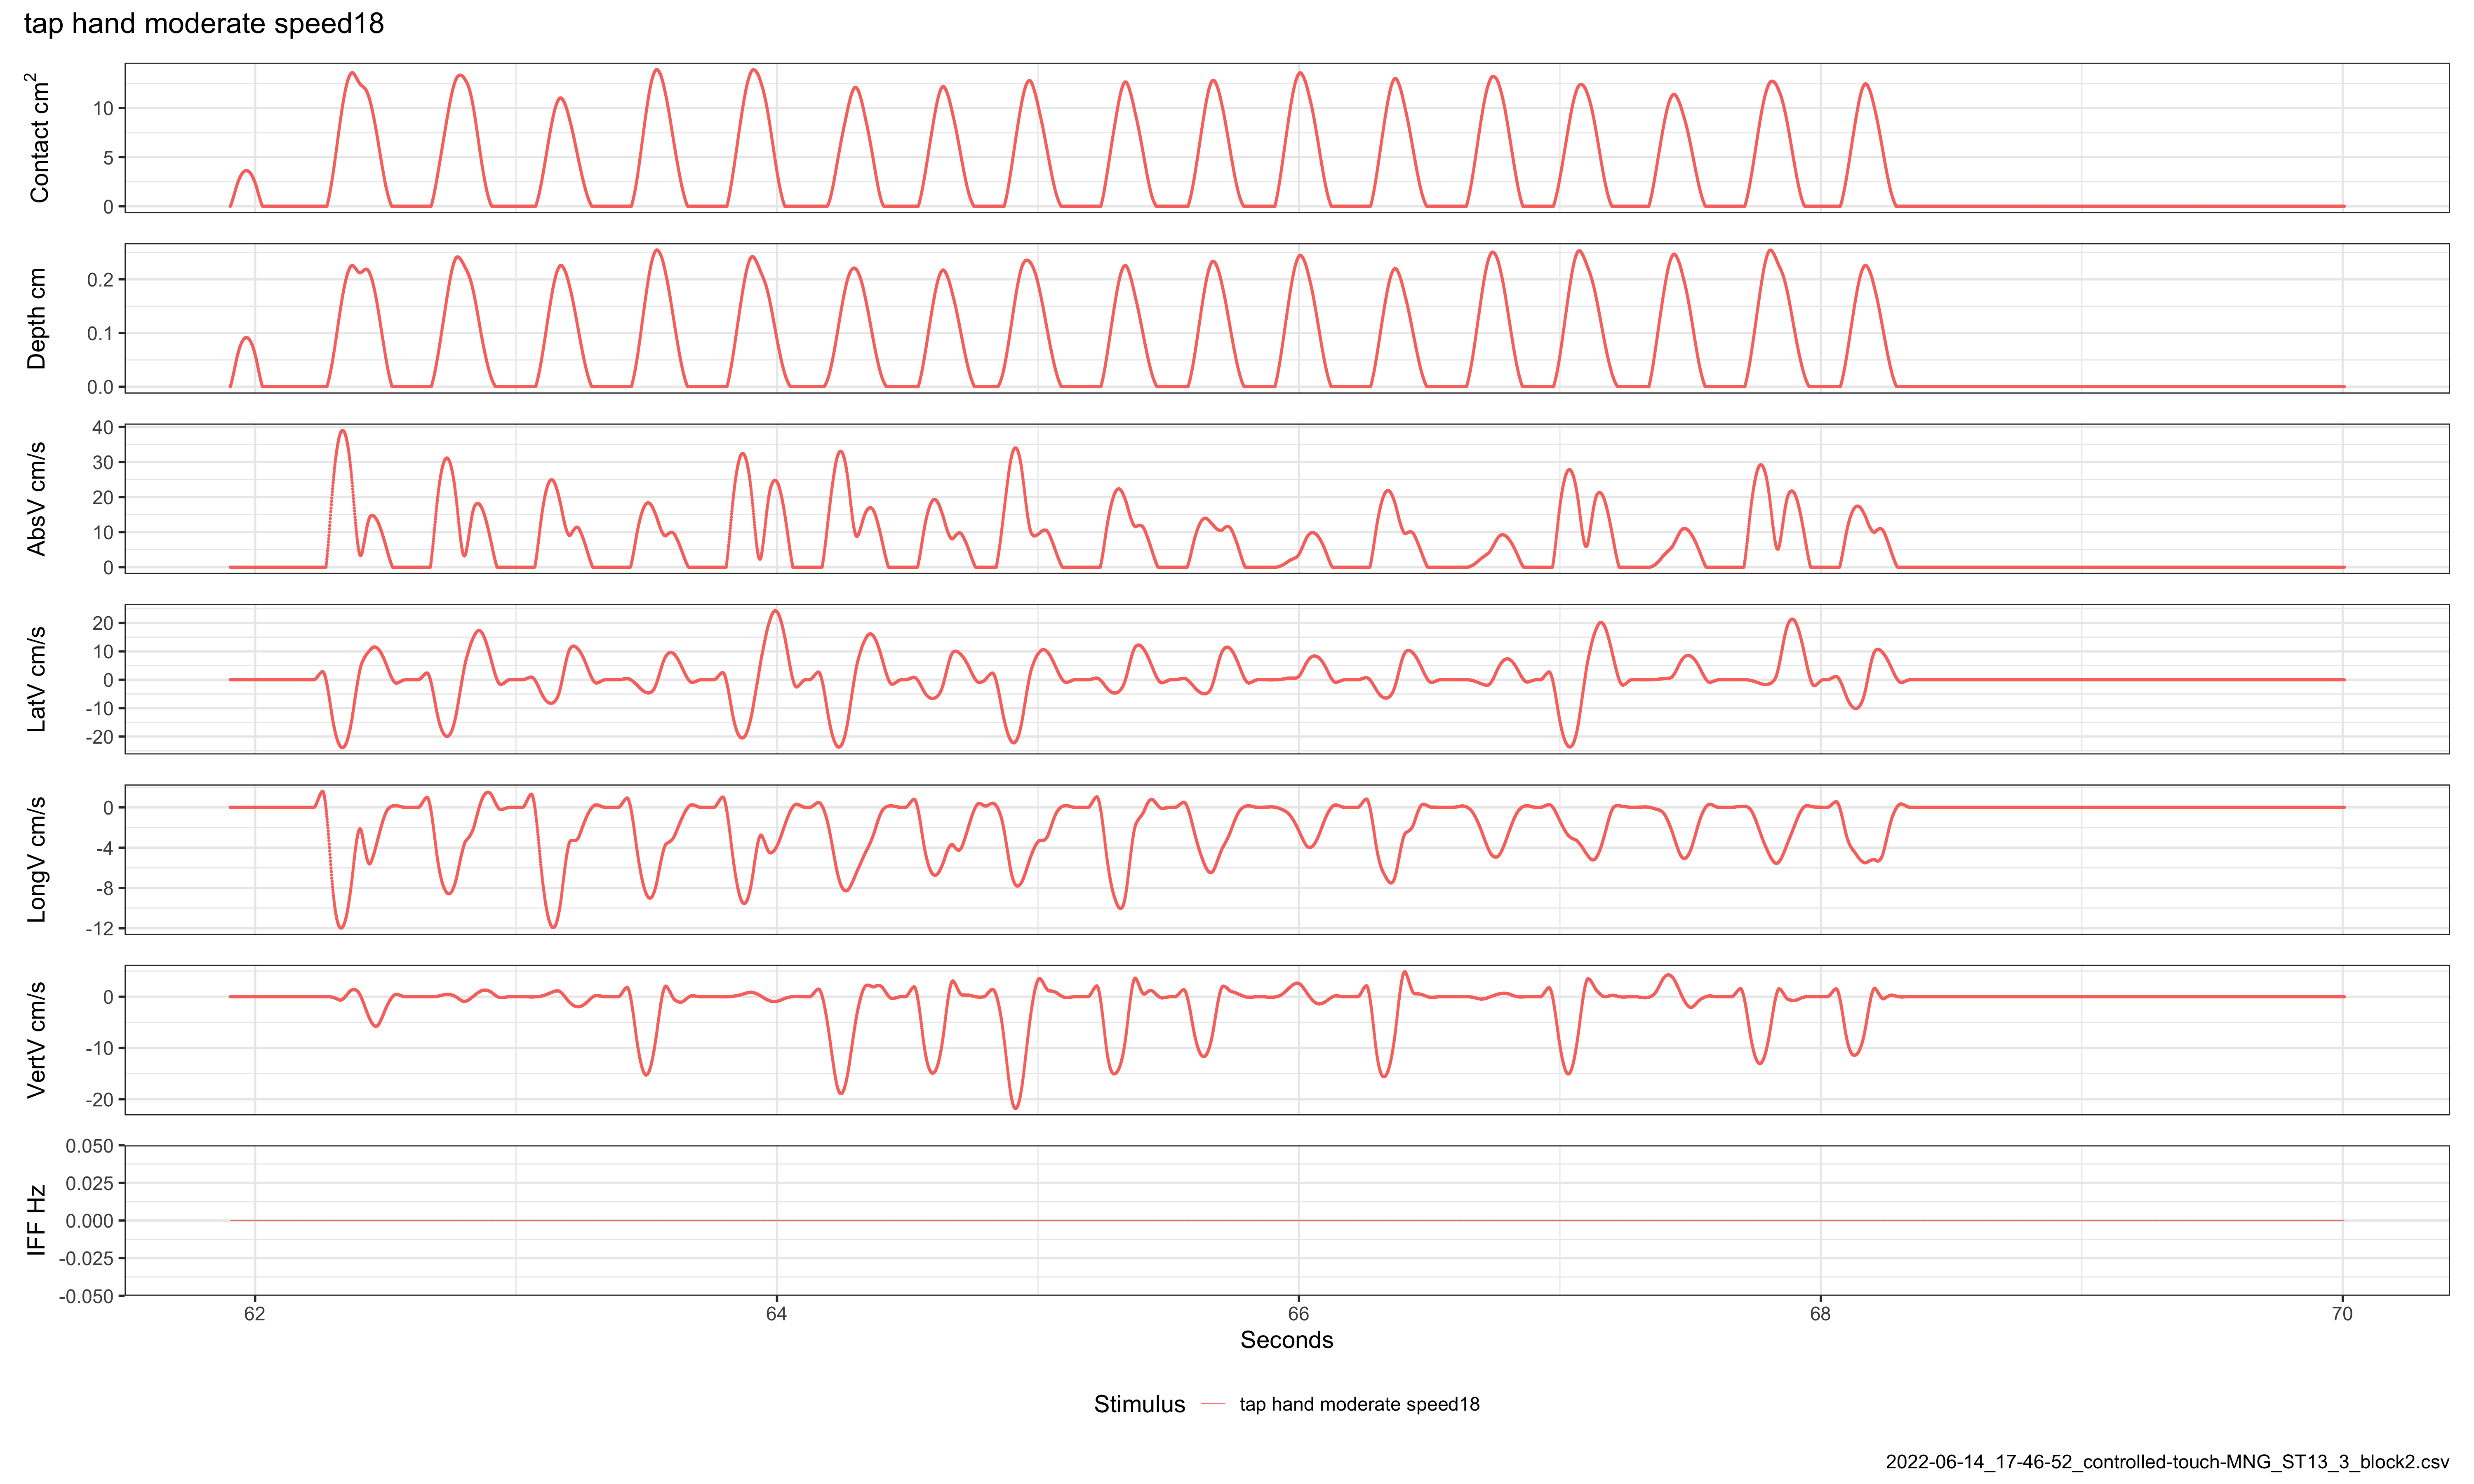 tap hand moderate speed18
Contact cm²
10
5
0
Depth cm
0.2
0.1
0.0
AbsV cm/s
40
30
20
10
0
LatV cm/s
20
10
0
-10
-20
LongV cm/s
0
-4
-8
-12
VertV cm/s
0
-10
-20
IFF Hz
0.050
0.025
0.000
-0.025
-0.050
62 64 66 68 70
Seconds
Stimulus tap hand moderate speed18
2022-06-14_17-46-52_controlled-touch-MNG_ST13_3_block2.csv